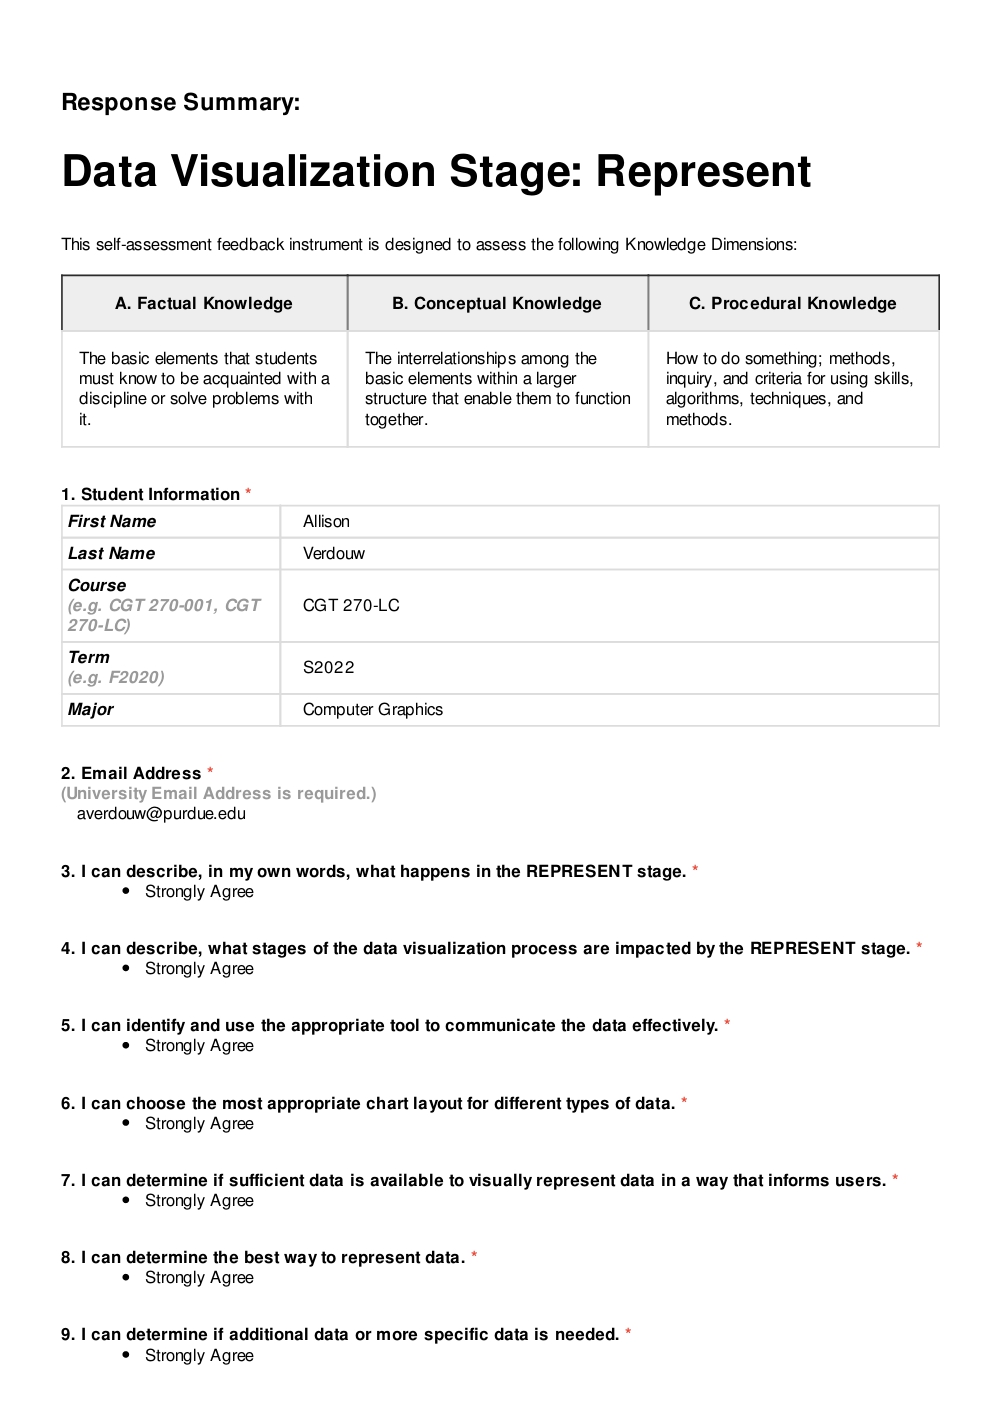 Response Summary:
Data Visualization Stage: Represent
This self-assessment feedback instrument is designed to assess the following Knowledge Dimensions:
A. Factual Knowledge
B. Conceptual Knowledge
C. Procedural Knowledge
The basic elements that students
must know to be acquainted with a
discipline or solve problems with
it.
The interrelationships among the
basic elements within a larger
structure that enable them to function
together.
How to do something; methods,
inquiry, and criteria for using skills,
algorithms, techniques, and
methods.
1. Student Information *
First Name
Allison
Last Name
Verdouw
Course
(e.g. CGT 270-001, CGT
270-LC)
CGT 270-LC
Term
(e.g. F2020)
S2022
Major
Computer Graphics
2. Email Address *
(University Email Address is required.)
averdouw@purdue.edu
3. I can describe, in my own words, what happens in the REPRESENT stage. *
• Strongly Agree
4. I can describe, what stages of the data visualization process are impacted by the REPRESENT stage. *
• Strongly Agree
5. I can identify and use the appropriate tool to communicate the data effectively. *
• Strongly Agree
6. I can choose the most appropriate chart layout for different types of data. *
• Strongly Agree
7. I can determine if sufficient data is available to visually represent data in a way that informs users. *
• Strongly Agree
8. I can determine the best way to represent data. *
• Strongly Agree
9. I can determine if additional data or more specific data is needed. *
• Strongly Agree